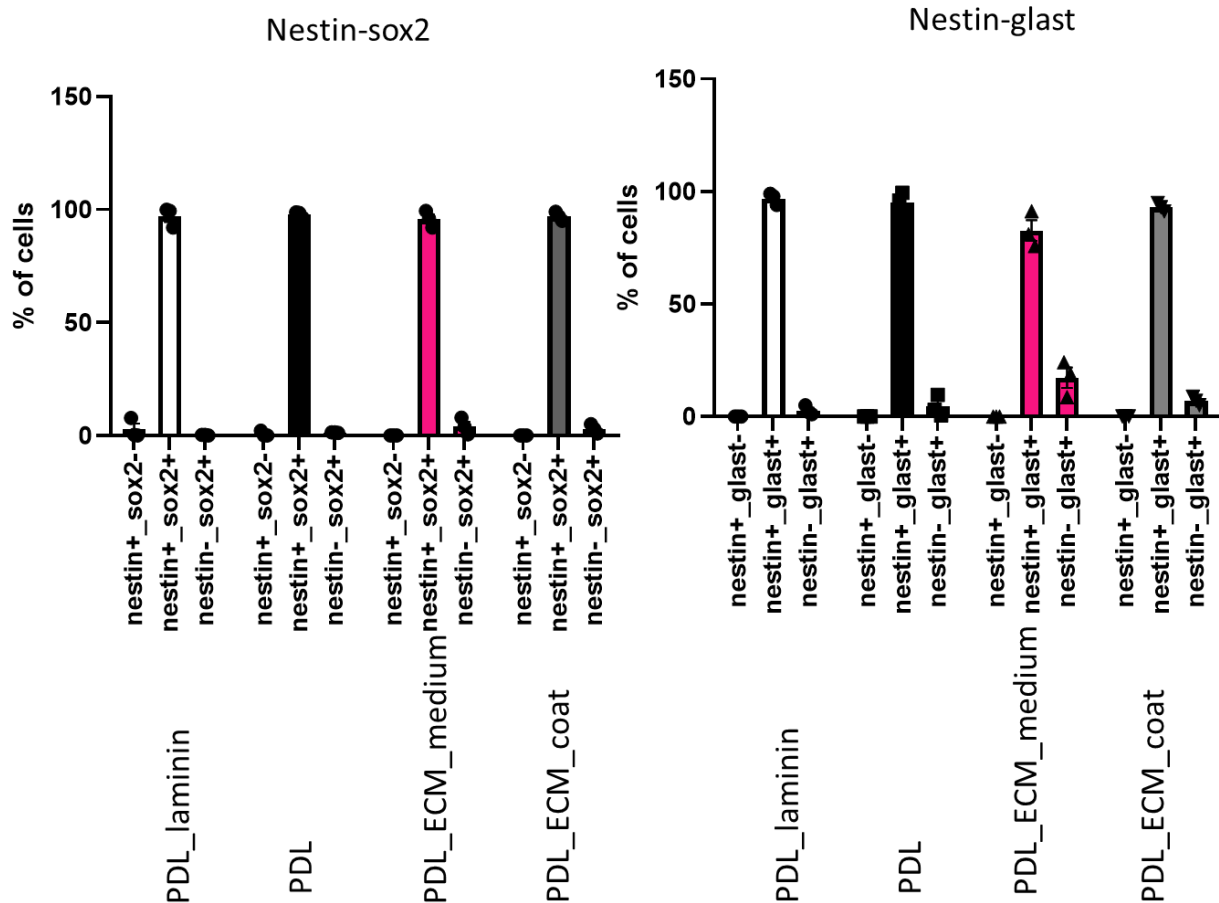 Nestin-sox2
% of cells
150
100
50
0
nestin+_sox2-
nestin+_sox2+
nestin-_sox2+
nestin+_sox2-
nestin+_sox2+
nestin-_sox2+
nestin+_sox2-
nestin+_sox2+
nestin-_sox2+
nestin+_sox2-
nestin+_sox2+
nestin-_sox2+
PDL_laminin
PDL
PDL_ECM_medium
PDL_ECM_coat
Nestin-glast
% of cells
150
100
50
0
nestin+_glast-
nestin+_glast+
nestin-_glast+
nestin+_glast-
nestin+_glast+
nestin-_glast+
nestin+_glast-
nestin+_glast+
nestin-_glast+
nestin+_glast-
nestin+_glast+
nestin-_glast+
PDL_laminin
PDL
PDL_ECM_medium
PDL_ECM_coat